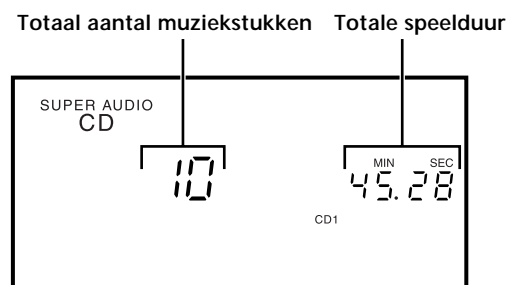 Totaal aantal muziekstukken Totale speelduur
SUPER AUDIO
CD
MIN SEC
10 45.28
CD1